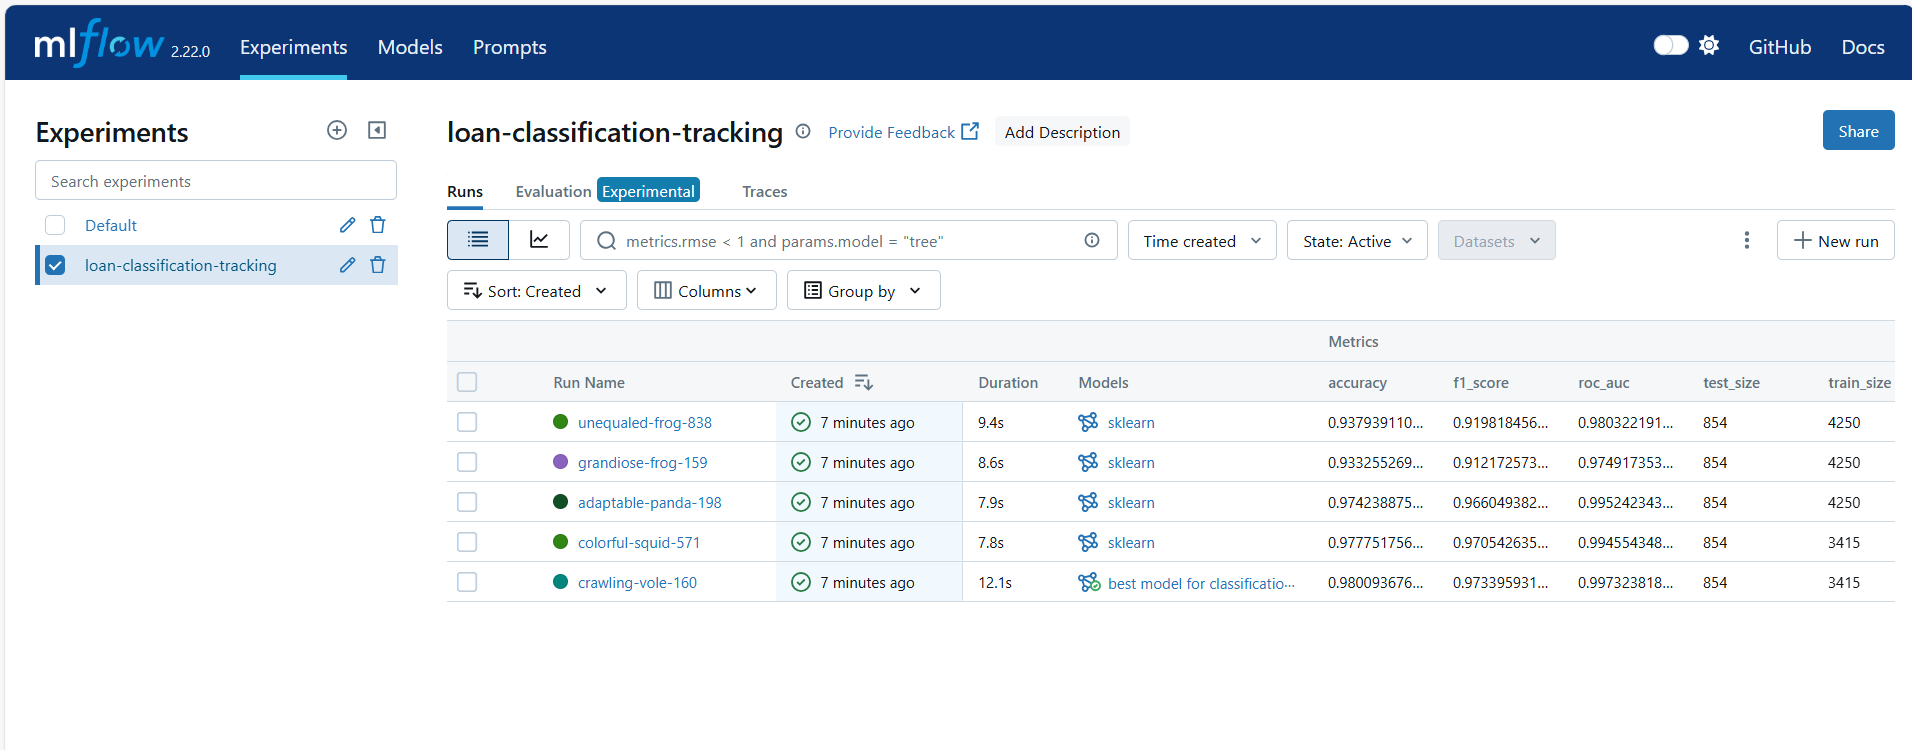 mlflow 2.22.0 Experiments Models Prompts GitHub Docs
Experiments
Search experiments
Default
loan-classification-tracking
loan-classification-tracking Provide Feedback Add Description Share
Runs Evaluation Experimental Traces
metrics.rmse < 1 and params.model = "tree" Time created State: Active Datasets New run
Sort: Created Columns Group by
Metrics
Run Name Created Duration Models accuracy f1_score roc_auc test_size train_size
unequaled-frog-838 7 minutes ago 9.4s sklearn 0.937939110... 0.919818456... 0.980322191... 854 4250
grandiose-frog-159 7 minutes ago 8.6s sklearn 0.933255269... 0.912172573... 0.974917353... 854 4250
adaptable-panda-198 7 minutes ago 7.9s sklearn 0.974238875... 0.966049382... 0.995242343... 854 4250
colorful-squid-571 7 minutes ago 7.8s sklearn 0.977751756... 0.970542635... 0.994554348... 854 3415
crawling-vole-160 7 minutes ago 12.1s best model for classificatio... 0.980093676... 0.973395931... 0.997323818... 854 3415